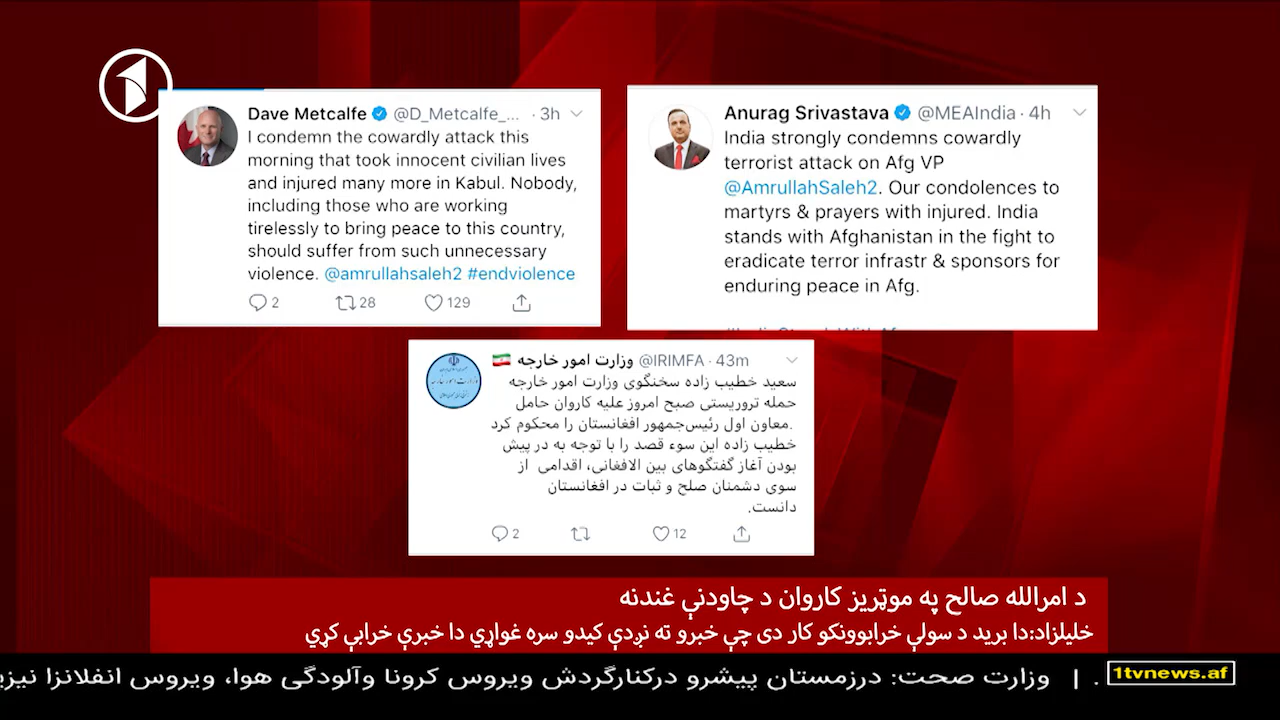 Dave Metcalfe @D_Metcalfe_... · 3h
I condemn the cowardly attack this
morning that took innocent civilian lives
and injured many more in Kabul. Nobody,
including those who are working
tirelessly to bring peace to this country,
should suffer from such unnecessary
violence. @amrullahsaleh2 #endviolence
2 28 129
Anurag Srivastava @MEAIndia · 4h
India strongly condemns cowardly
terrorist attack on Afg VP
@AmrullahSaleh2. Our condolences to
martyrs & prayers with injured. India
stands with Afghanistan in the fight to
eradicate terror infrastr & sponsors for
enduring peace in Afg.
وزارت امور خارجه @IRIMFA · 43m
سعید خطیب زاده سخنگوی وزارت امور خارجه
حمله تروریستی صبح امروز علیه کاروان حامل
معاون اول رئیس‌جمهور افغانستان را محکوم کرد.
خطیب زاده این سوء قصد را با توجه به در پیش
بودن آغاز گفتگوهای بین الافغانی، اقدامی از
سوی دشمنان صلح و ثبات در افغانستان
دانست.
2 12
د امرالله صالح په موټریز کاروان د چاودنې غندنه
خلیلزاد:دا برید د سولې خرابوونکو کار دی چې خبرو ته نږدې کیدو سره غواړي دا خبرې خرابې کړي
. | وزارت صحت: درزمستان پیشرو درکنارگردش ویروس کرونا وآلودگی هوا، ویروس انفلانزا نیزی
1tvnews.af